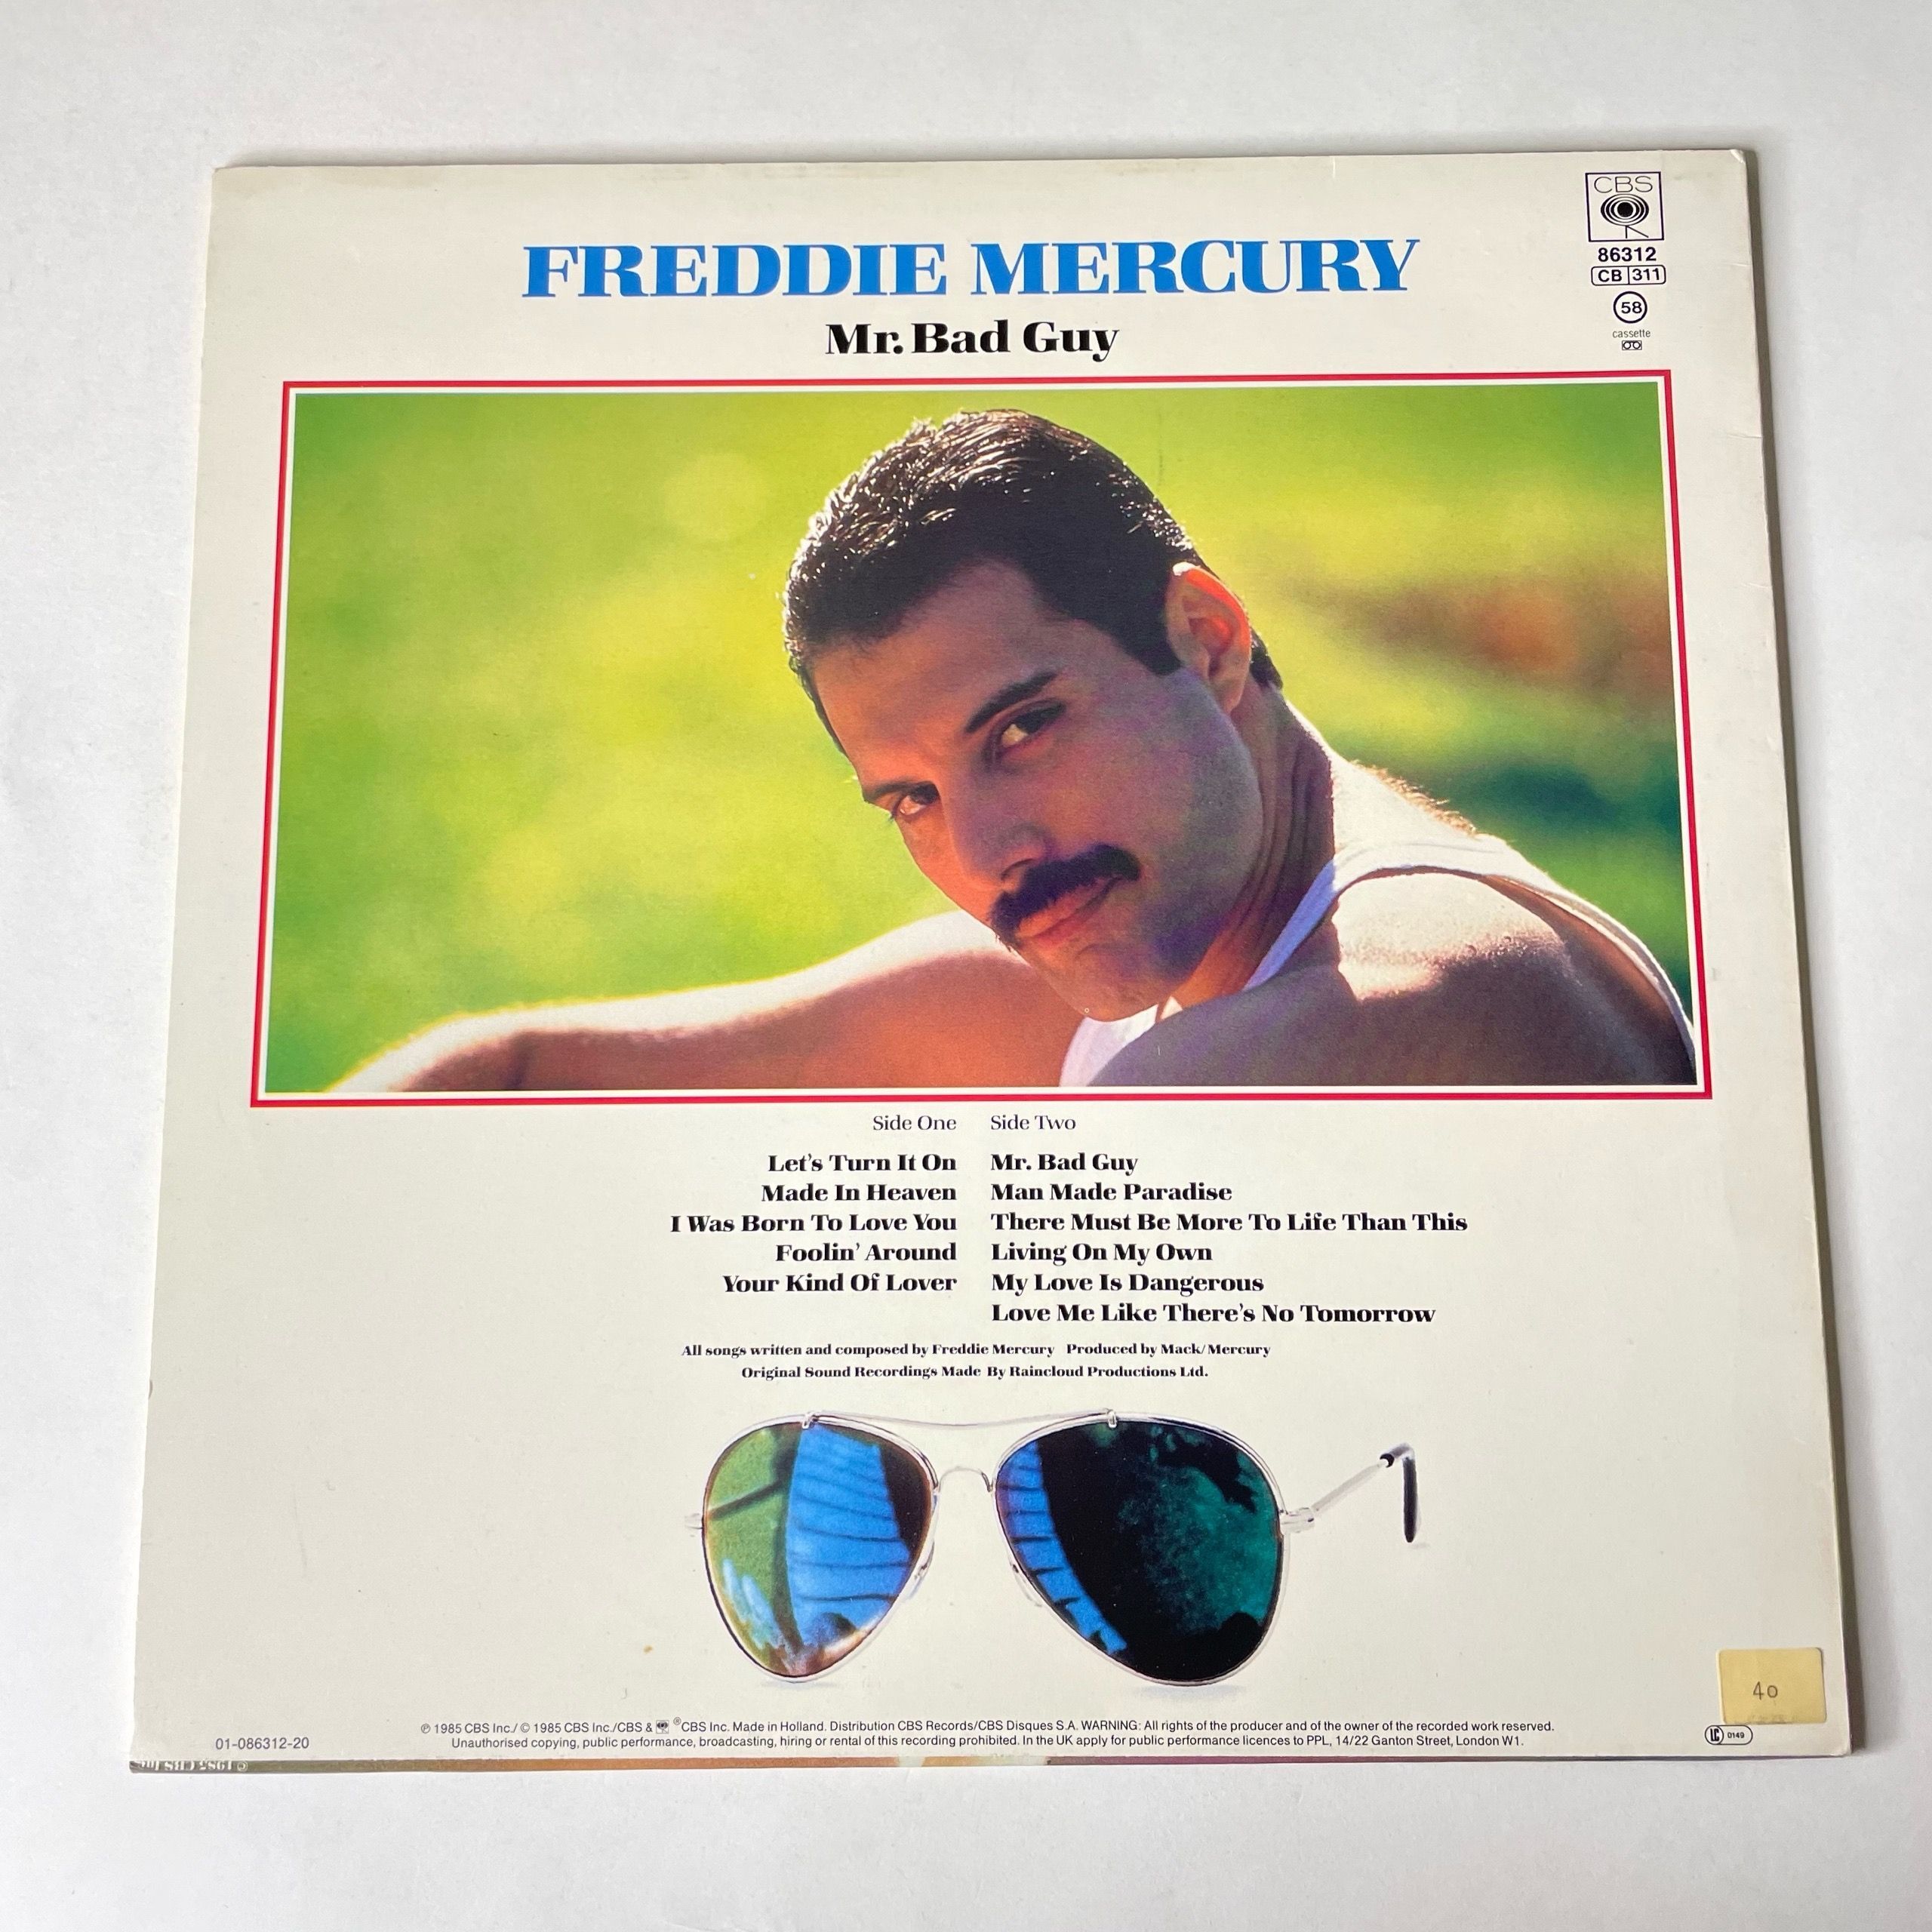 CBS
86312
CB 311
58
cassette
FREDDIE MERCURY
Mr. Bad Guy
Side One
Let's Turn It On
Made In Heaven
I Was Born To Love You
Foolin' Around
Your Kind Of Lover
Side Two
Mr. Bad Guy
Man Made Paradise
There Must Be More To Life Than This
Living On My Own
My Love Is Dangerous
Love Me Like There's No Tomorrow
All songs written and composed by Freddie Mercury Produced by Mack/Mercury
Original Sound Recordings Made By Raincloud Productions Ltd.
40
℗ 1985 CBS Inc./ © 1985 CBS Inc./CBS & ® CBS Inc. Made in Holland. Distribution CBS Records/CBS Disques S.A. WARNING: All rights of the producer and of the owner of the recorded work reserved.
Unauthorised copying, public performance, broadcasting, hiring or rental of this recording prohibited. In the UK apply for public performance licences to PPL, 14/22 Ganton Street, London W1.
01-086312-20
LC 0149
© 1985 CBS Inc.